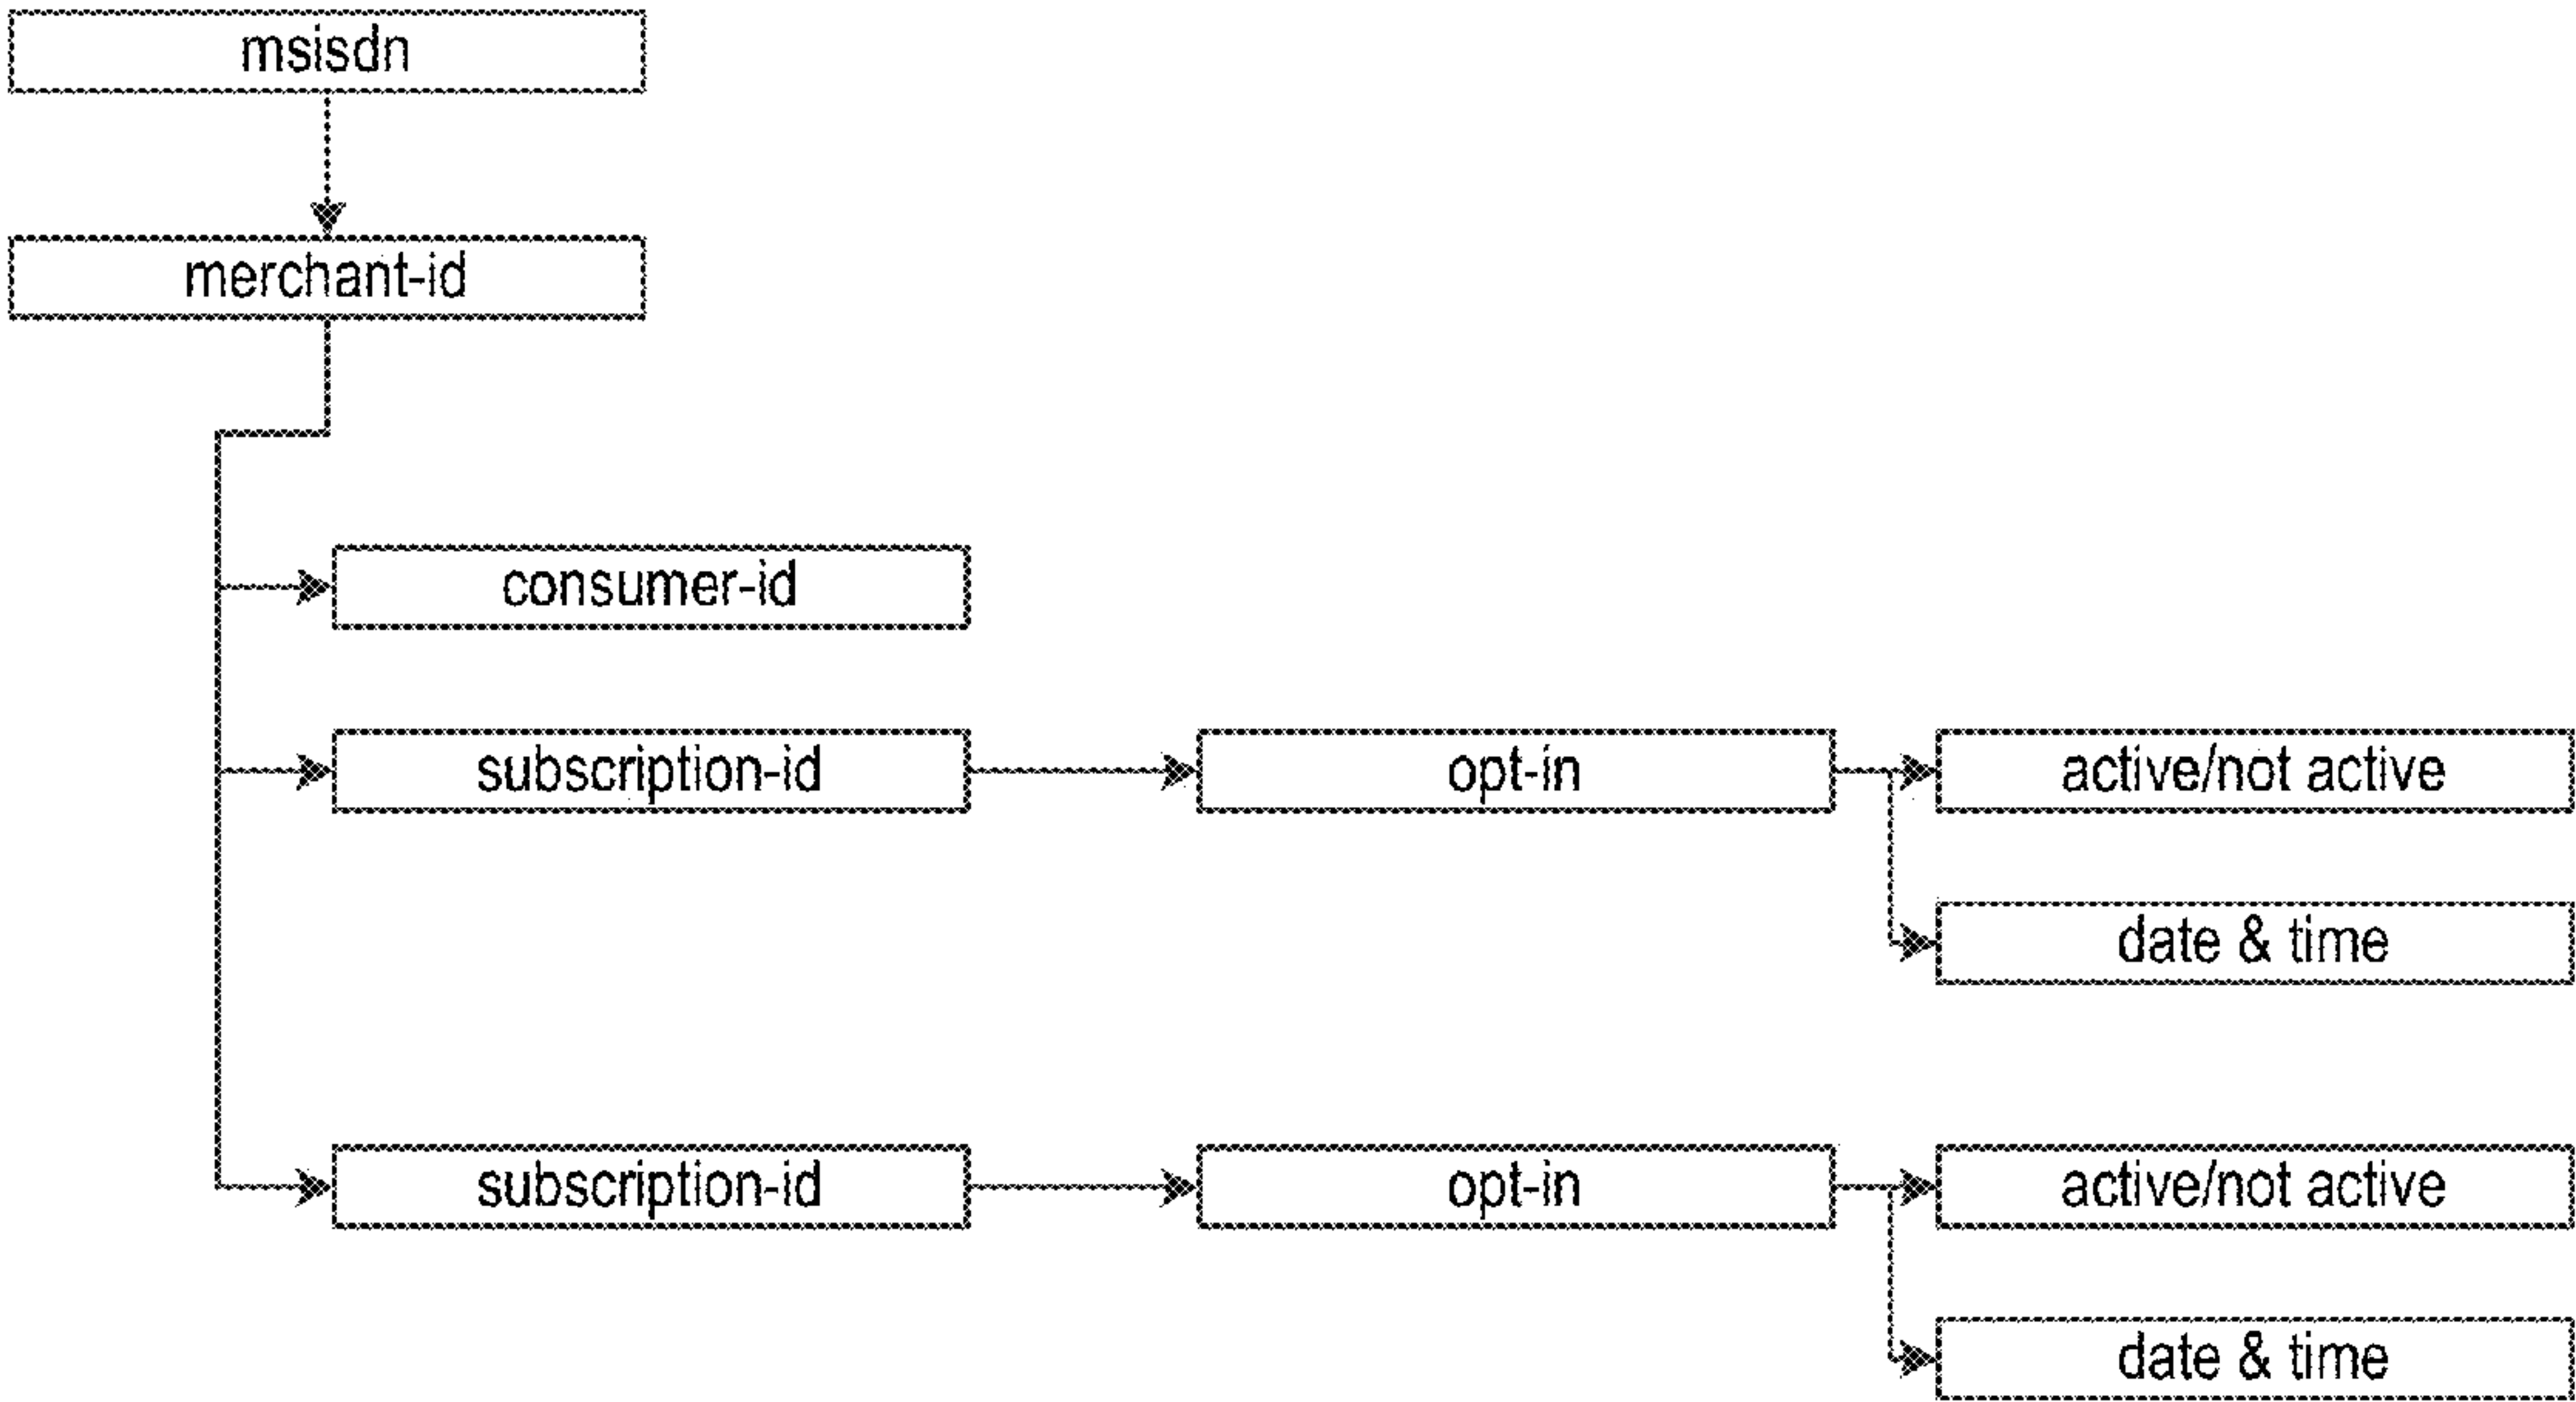 msisdn
merchant-id
consumer-id
subscription-id
opt-in
active/not active
date & time
subscription-id
opt-in
active/not active
date & time